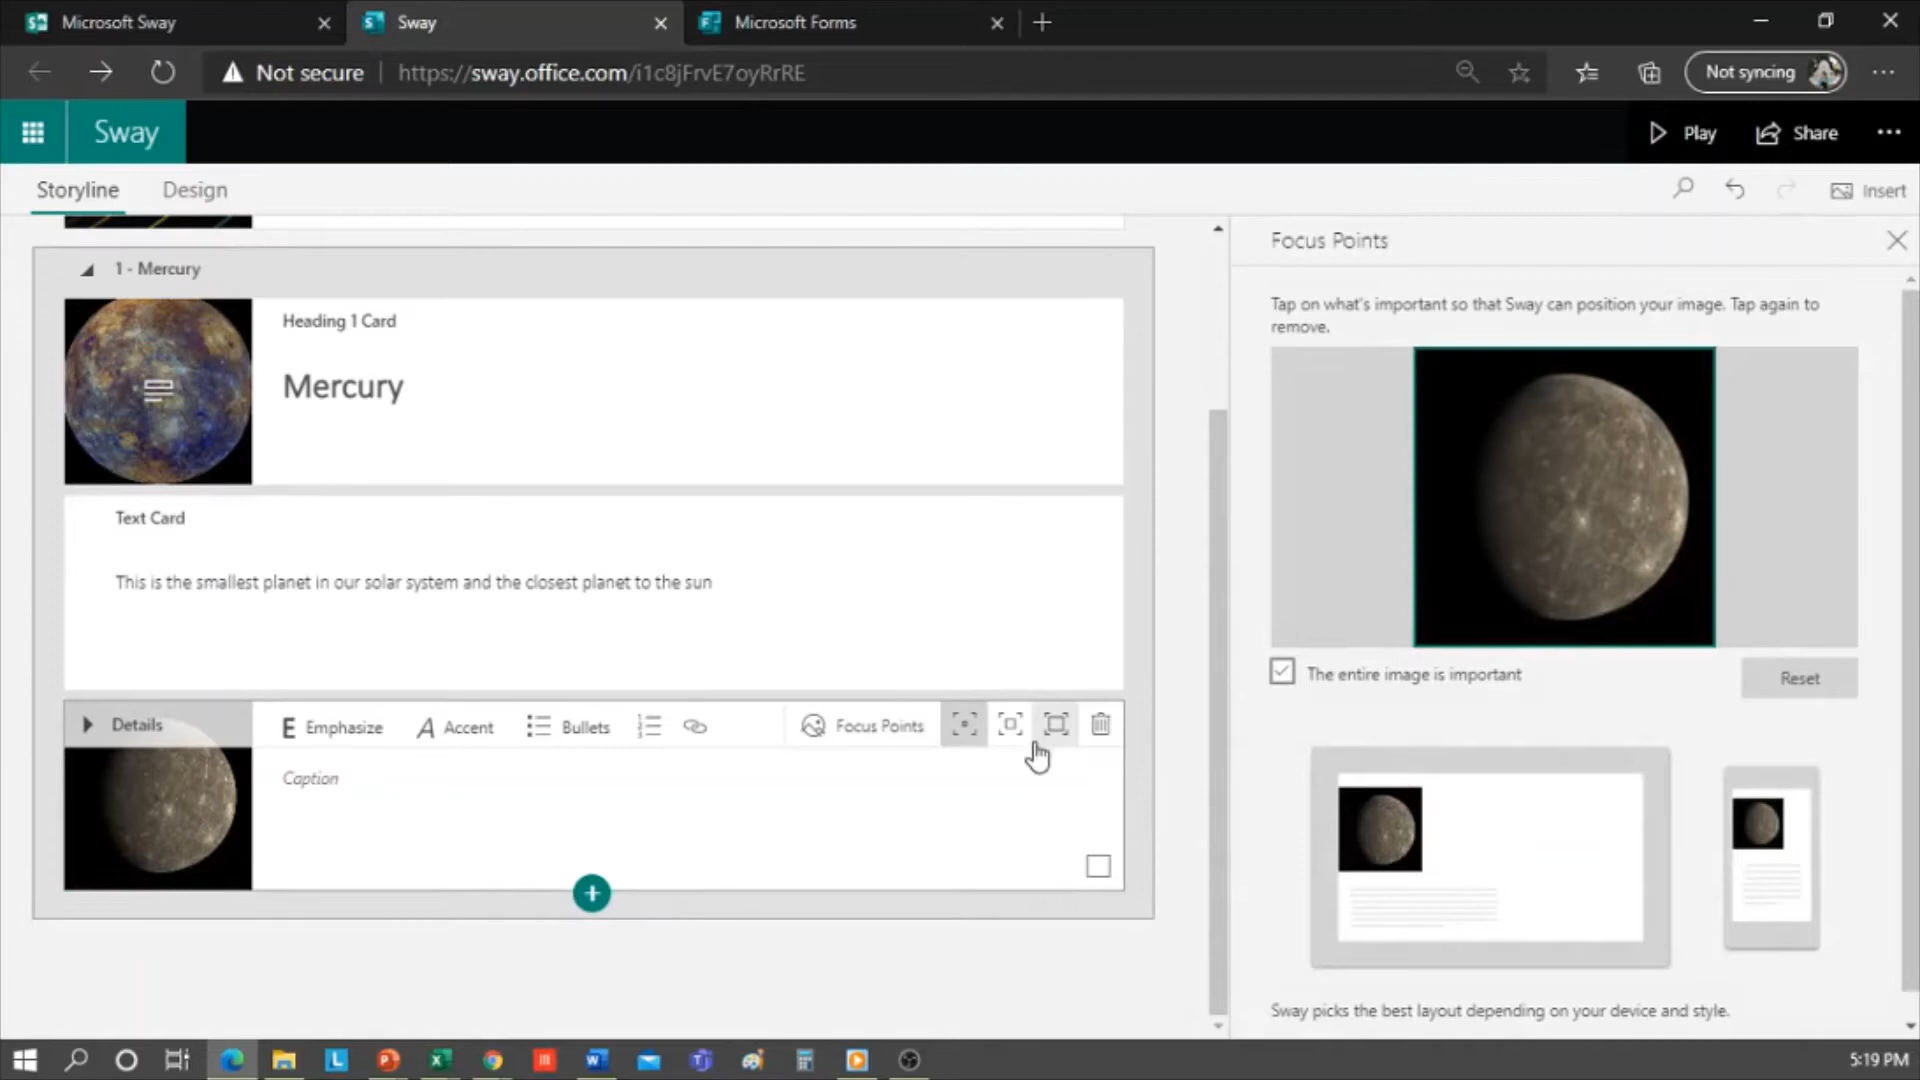 Microsoft Sway
Sway
Microsoft Forms
Not secure
https://sway.office.com/i1c8jFrvE7oyRrRE
Not syncing
Sway
Play
Share
Storyline
Design
Insert
1 - Mercury
Heading 1 Card
Mercury
Text Card
This is the smallest planet in our solar system and the closest planet to the sun
Details
E Emphasize
A Accent
Bullets
Focus Points
Caption
Focus Points
Tap on what's important so that Sway can position your image. Tap again to
remove.
The entire image is important
Reset
Sway picks the best layout depending on your device and style.
5:19 PM